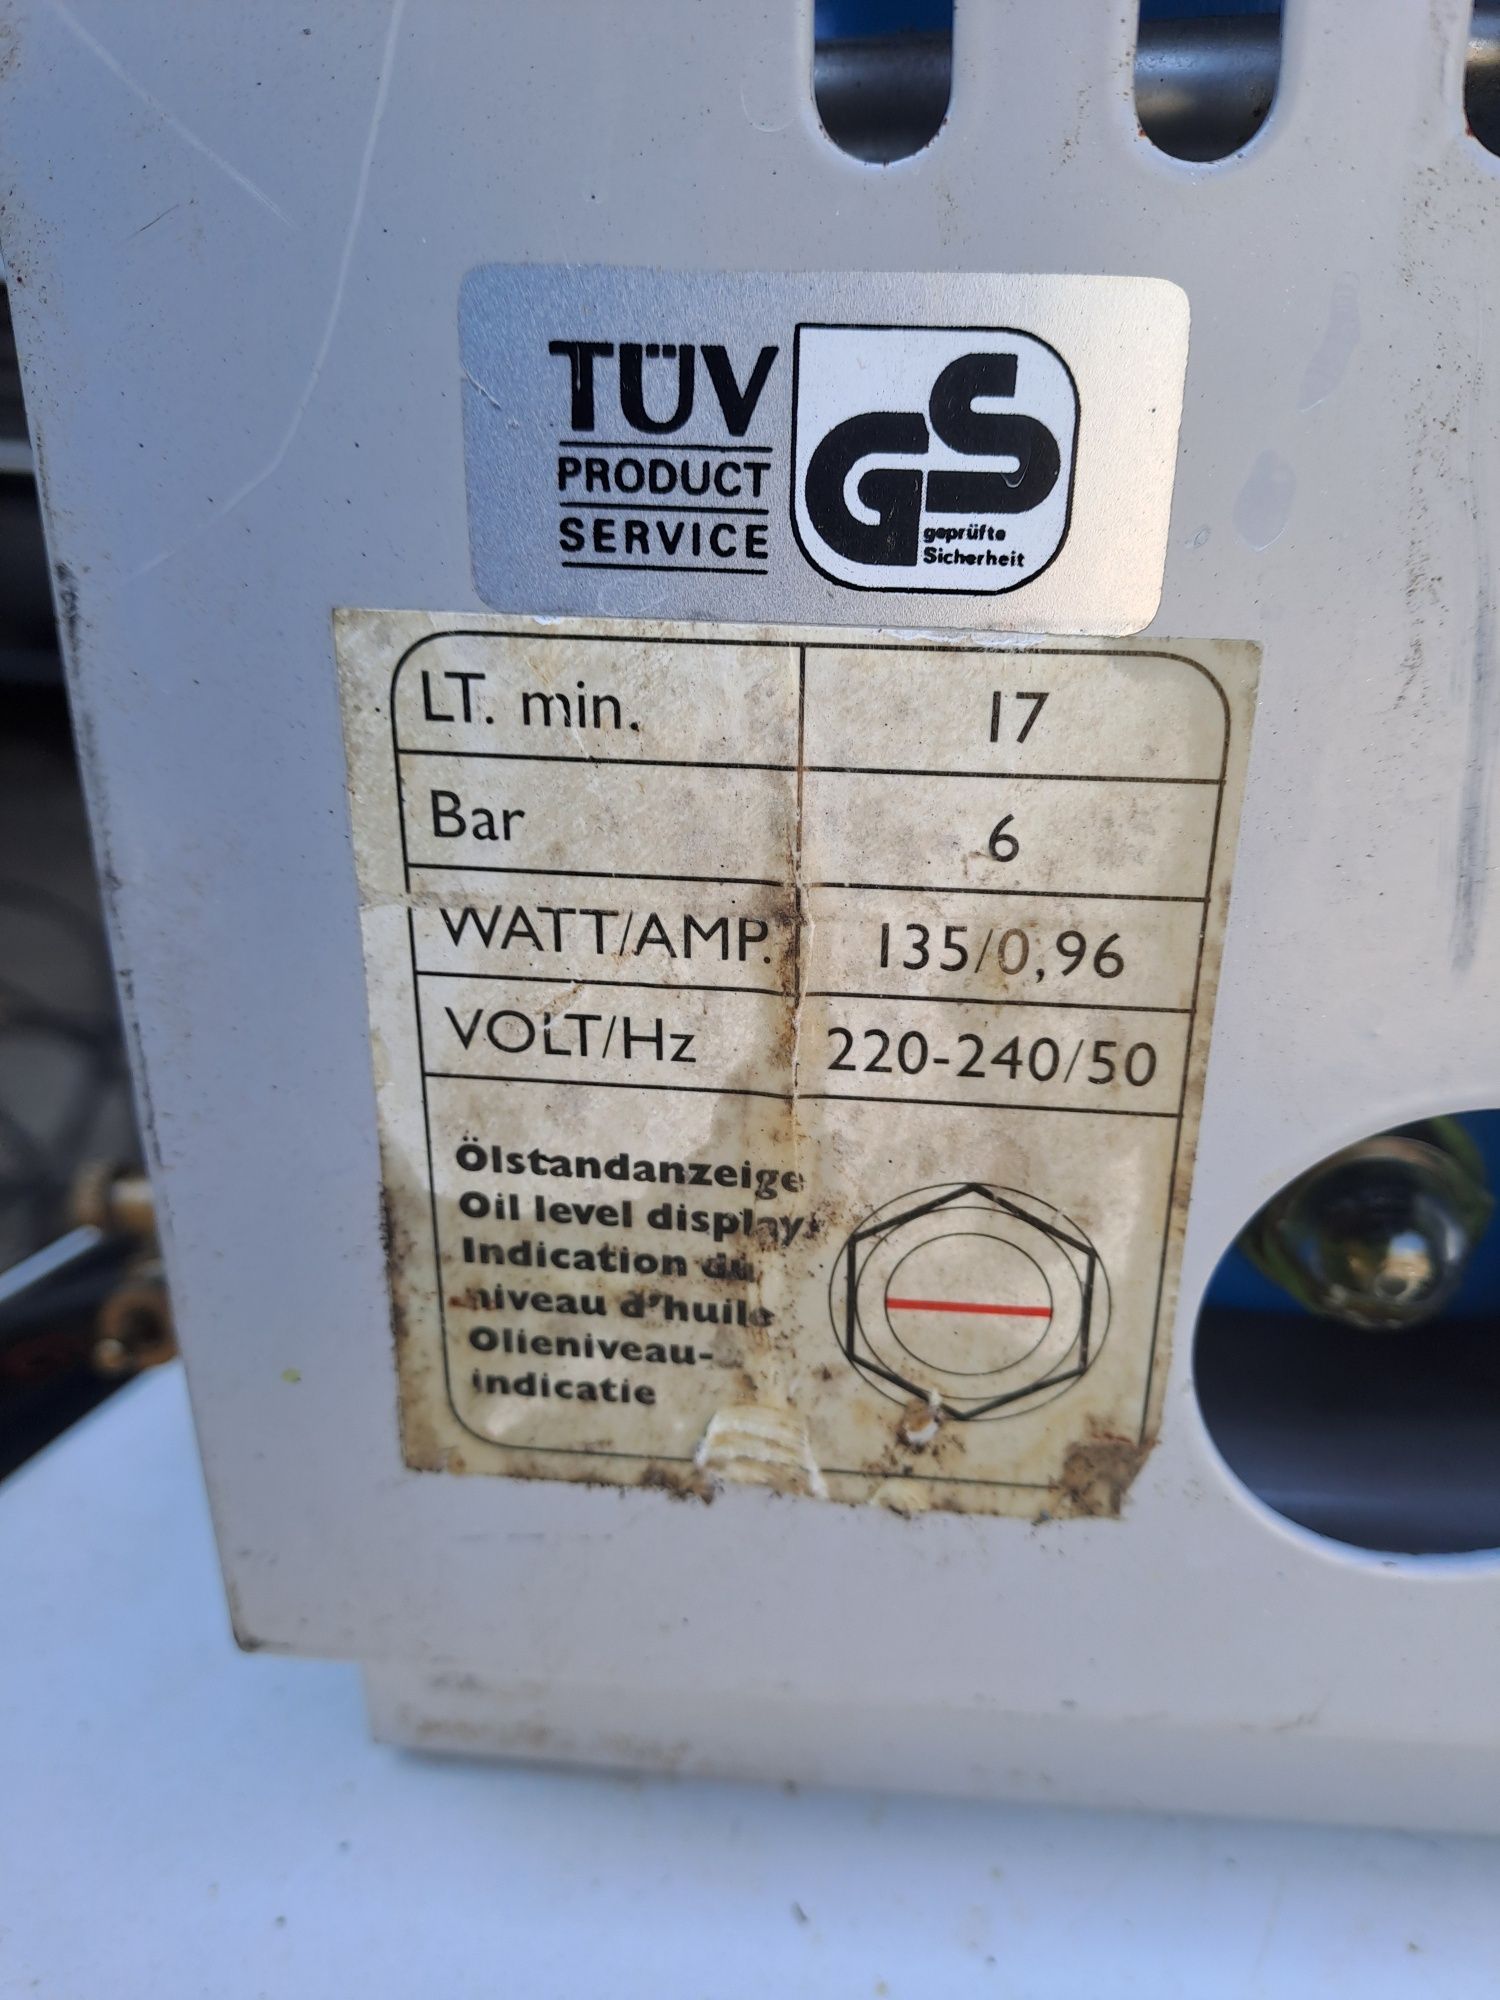 TÜV
PRODUCT
SERVICE
GS
geprüfte
Sicherheit
LT. min. 17
Bar 6
WATT/AMP. 135/0,96
VOLT/Hz 220-240/50
Ölstandanzeige
Oil level display
Indication du
niveau d'huile
Olieniveau-
indicatie